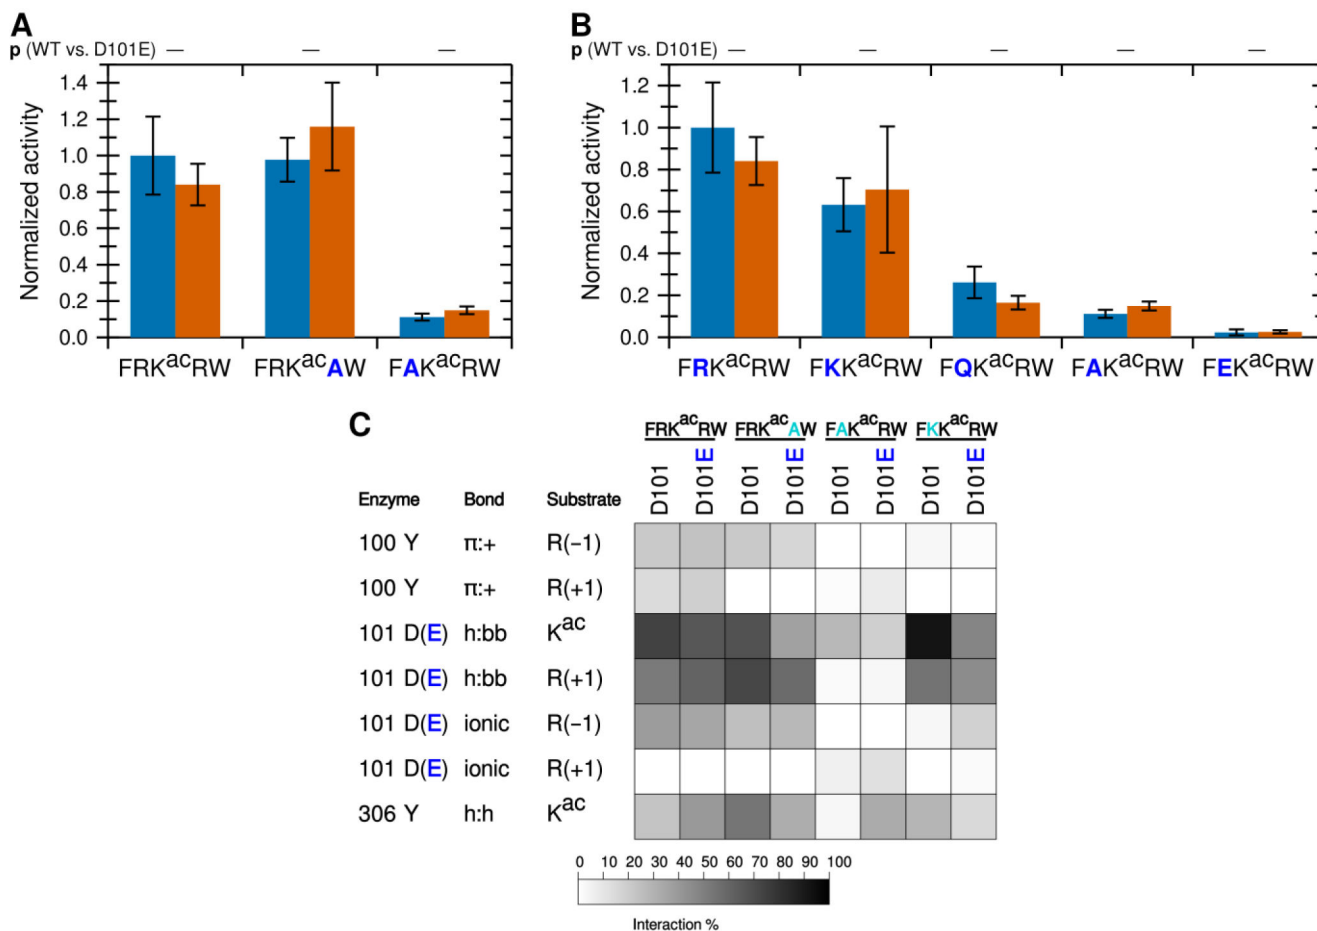 A
p (WT vs. D101E) — — —
Normalized activity
1.4
1.2
1.0
0.8
0.6
0.4
0.2
0.0
FRKacRW FRKacAW FAKacRW
B
p (WT vs. D101E) — — — — —
Normalized activity
1.2
1.0
0.8
0.6
0.4
0.2
0.0
FRKacRW FKKacRW FQKacRW FAKacRW FEKacRW
C
FRKacRW FRKacAW FAKacRW FKKacRW
D101 D101E D101 D101E D101 D101E D101 D101E
Enzyme Bond Substrate
100 Y π:+ R(−1)
100 Y π:+ R(+1)
101 D(E) h:bb Kac
101 D(E) h:bb R(+1)
101 D(E) ionic R(−1)
101 D(E) ionic R(+1)
306 Y h:h Kac
0 10 20 30 40 50 60 70 80 90 100
Interaction %